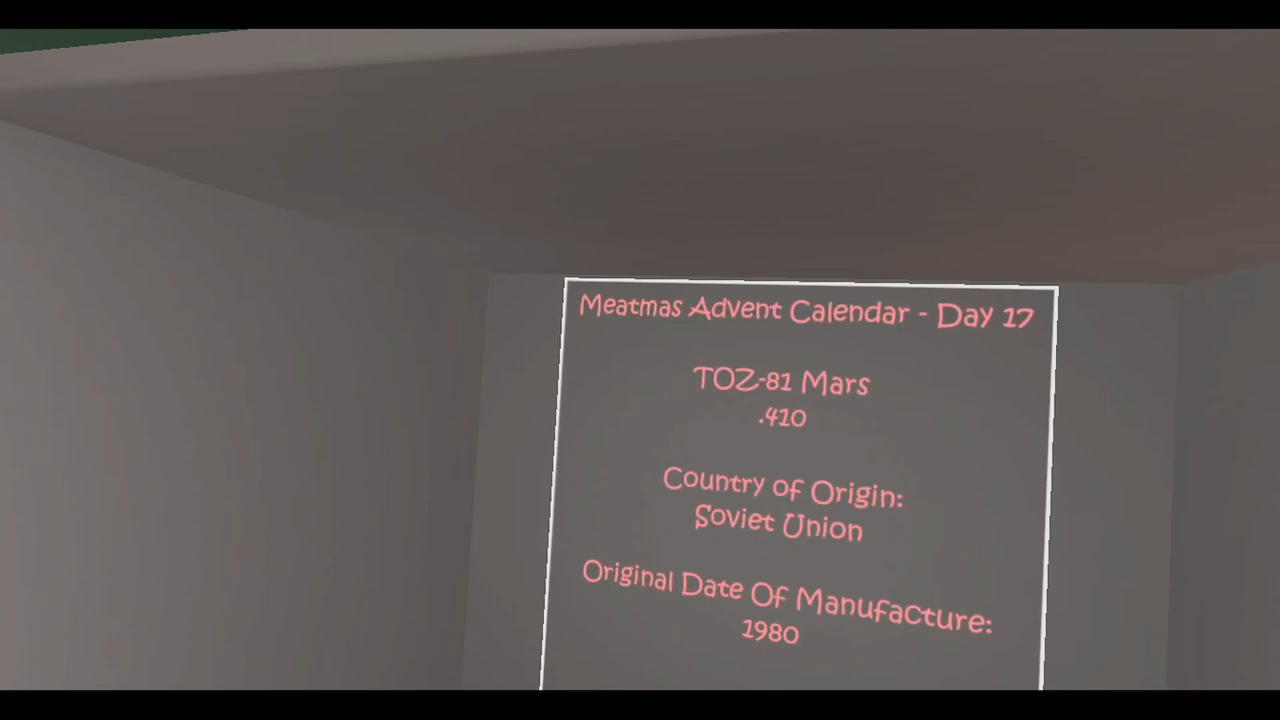 Meatmas Advent Calendar - Day 17
TOZ-81 Mars
.410
Country of Origin:
Soviet Union
Original Date Of Manufacture:
1980